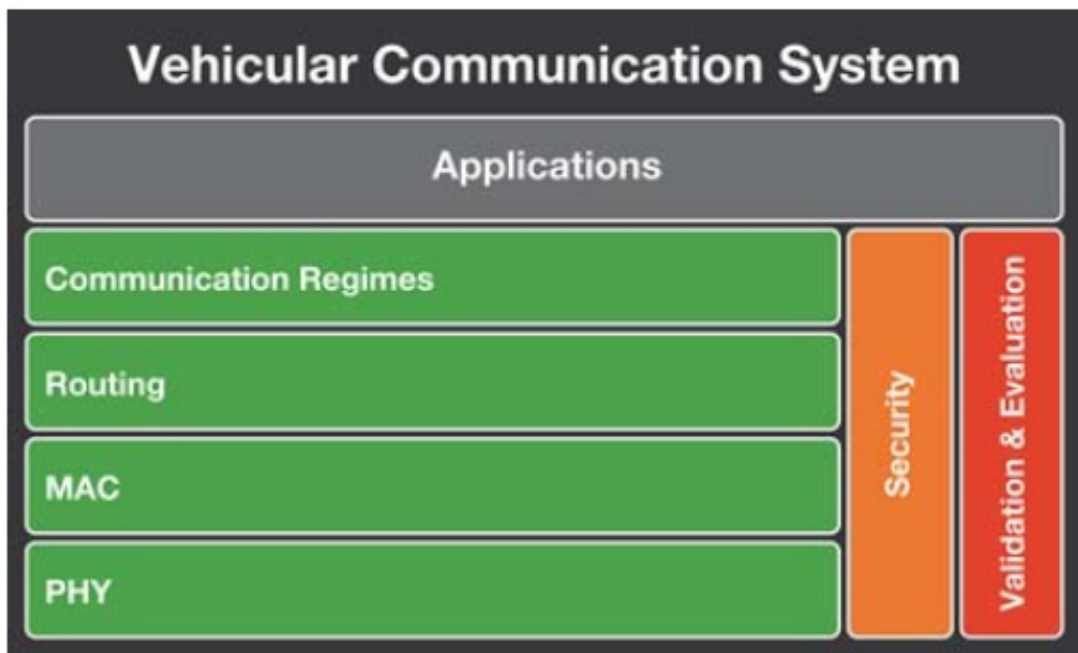 Vehicular Communication System
Applications
Communication Regimes
Routing
MAC
PHY
Security
Validation & Evaluation